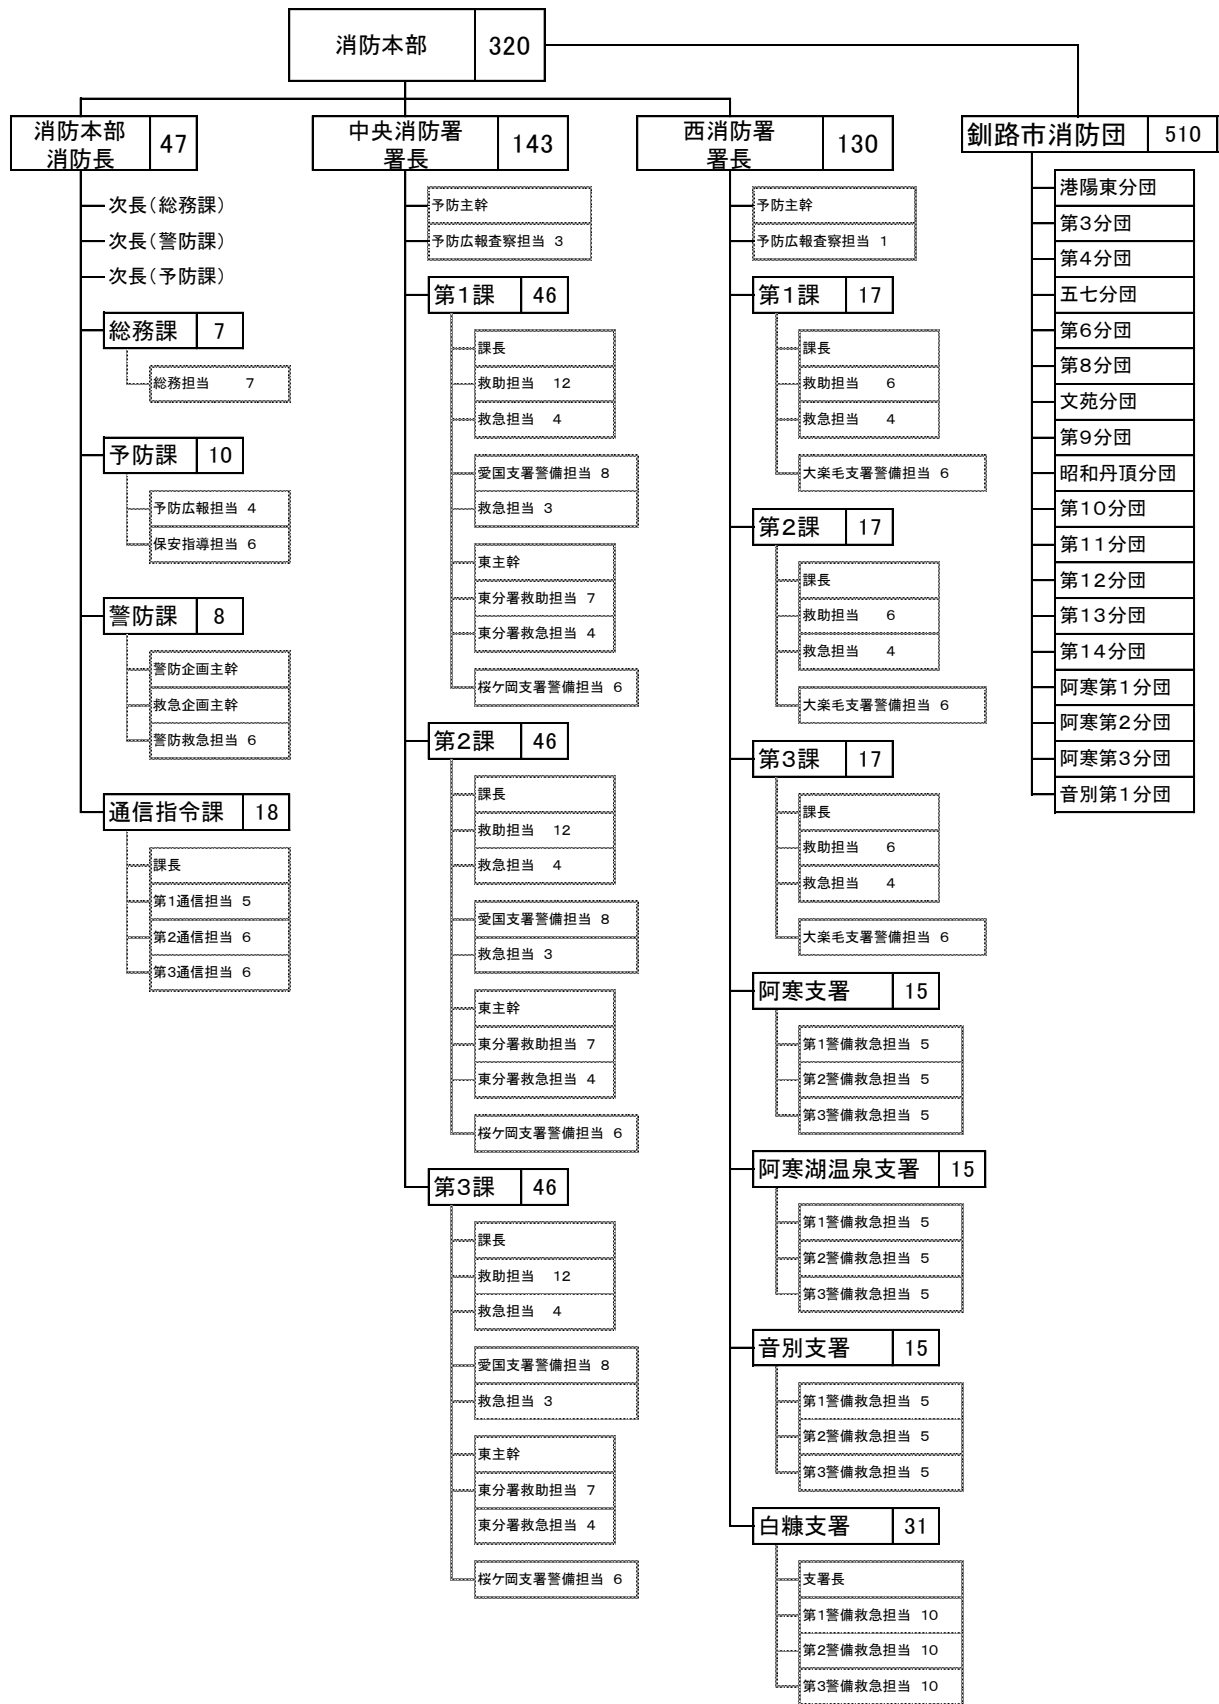 消防本部 320
消防本部
消防長 47
次長(総務課)
次長(警防課)
次長(予防課)
総務課 7
総務担当 7
予防課 10
予防広報担当 4
保安指導担当 6
警防課 8
警防企画主幹
救急企画主幹
警防救急担当 6
通信指令課 18
課長
第1通信担当 5
第2通信担当 6
第3通信担当 6
中央消防署
署長 143
予防主幹
予防広報査察担当 3
第1課 46
課長
救助担当 12
救急担当 4
愛国支署警備担当 8
救急担当 3
東主幹
東分署救助担当 7
東分署救急担当 4
桜ケ岡支署警備担当 6
第2課 46
課長
救助担当 12
救急担当 4
愛国支署警備担当 8
救急担当 3
東主幹
東分署救助担当 7
東分署救急担当 4
桜ケ岡支署警備担当 6
第3課 46
課長
救助担当 12
救急担当 4
愛国支署警備担当 8
救急担当 3
東主幹
東分署救助担当 7
東分署救急担当 4
桜ケ岡支署警備担当 6
西消防署
署長 130
予防主幹
予防広報査察担当 1
第1課 17
課長
救助担当 6
救急担当 4
大楽毛支署警備担当 6
第2課 17
課長
救助担当 6
救急担当 4
大楽毛支署警備担当 6
第3課 17
課長
救助担当 6
救急担当 4
大楽毛支署警備担当 6
阿寒支署 15
第1警備救急担当 5
第2警備救急担当 5
第3警備救急担当 5
阿寒湖温泉支署 15
第1警備救急担当 5
第2警備救急担当 5
第3警備救急担当 5
音別支署 15
第1警備救急担当 5
第2警備救急担当 5
第3警備救急担当 5
白糠支署 31
支署長
第1警備救急担当 10
第2警備救急担当 10
第3警備救急担当 10
釧路市消防団 510
港陽東分団
第3分団
第4分団
五七分団
第6分団
第8分団
文苑分団
第9分団
昭和丹頂分団
第10分団
第11分団
第12分団
第13分団
第14分団
阿寒第1分団
阿寒第2分団
阿寒第3分団
音別第1分団